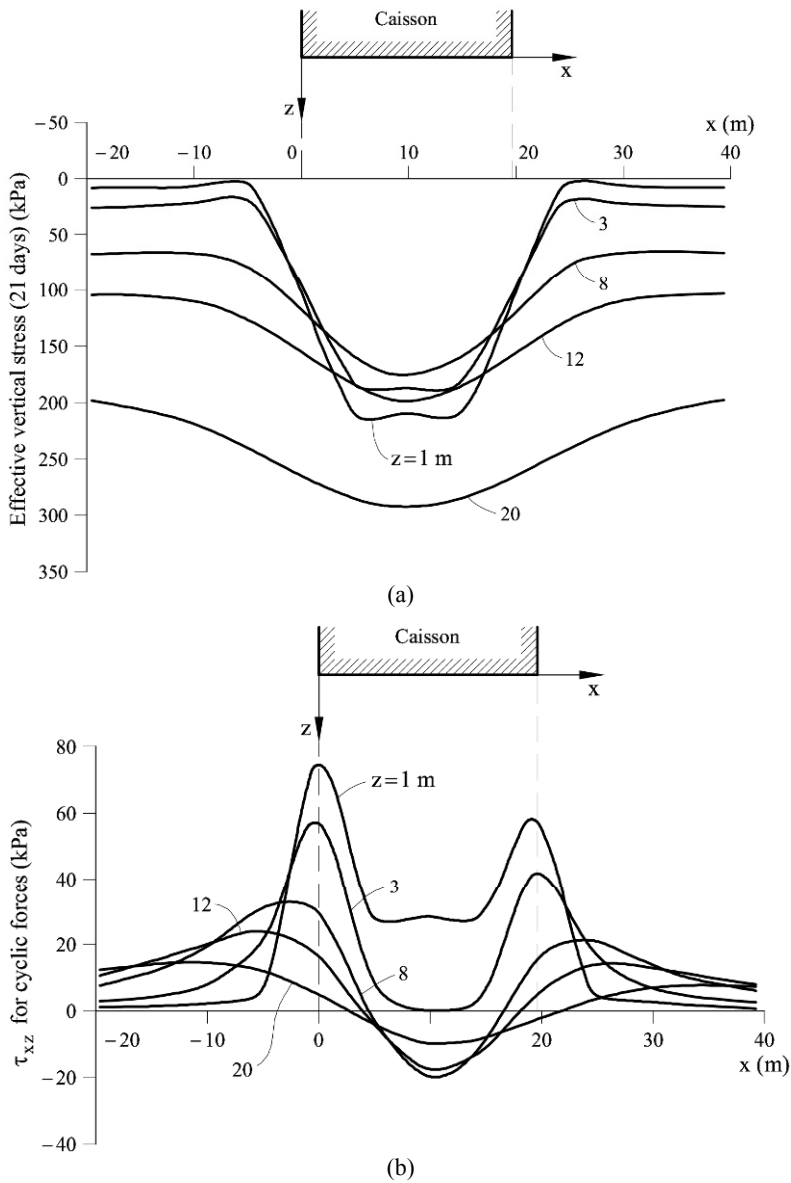 Caisson
x
z
x (m)
−50
0
50
100
150
200
250
300
350
−20
−10
0
10
20
30
40
Effective vertical stress (21 days) (kPa)
3
8
12
z=1 m
20
(a)
Caisson
x
z
80
60
40
20
0
−20
−40
τxz for cyclic forces (kPa)
z=1 m
3
12
8
20
−20
−10
0
10
20
30
40
x (m)
(b)